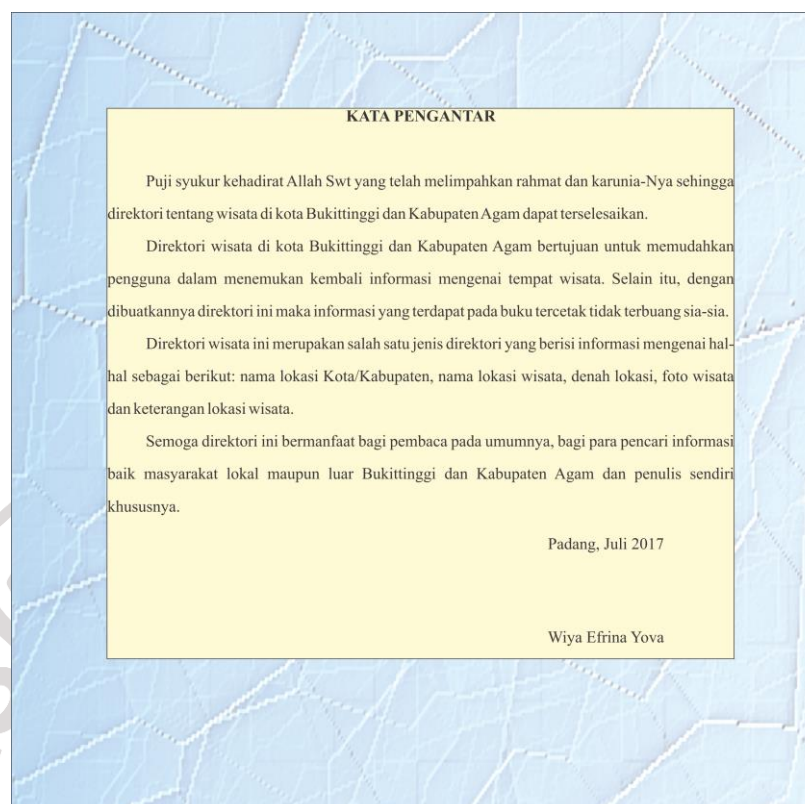 KATA PENGANTAR
Puji syukur kehadirat Allah Swt yang telah melimpahkan rahmat dan karunia-Nya sehingga
direktori tentang wisata di kota Bukittinggi dan Kabupaten Agam dapat terselesaikan.
Direktori wisata di kota Bukittinggi dan Kabupaten Agam bertujuan untuk memudahkan
pengguna dalam menemukan kembali informasi mengenai tempat wisata. Selain itu, dengan
dibuatkannya direktori ini maka informasi yang terdapat pada buku tercetak tidak terbuang sia-sia.
Direktori wisata ini merupakan salah satu jenis direktori yang berisi informasi mengenai hal-
hal sebagai berikut: nama lokasi Kota/Kabupaten, nama lokasi wisata, denah lokasi, foto wisata
dan keterangan lokasi wisata.
Semoga direktori ini bermanfaat bagi pembaca pada umumnya, bagi para pencari informasi
baik masyarakat lokal maupun luar Bukittinggi dan Kabupaten Agam dan penulis sendiri
khususnya.
Padang, Juli 2017
Wiya Efrina Yova